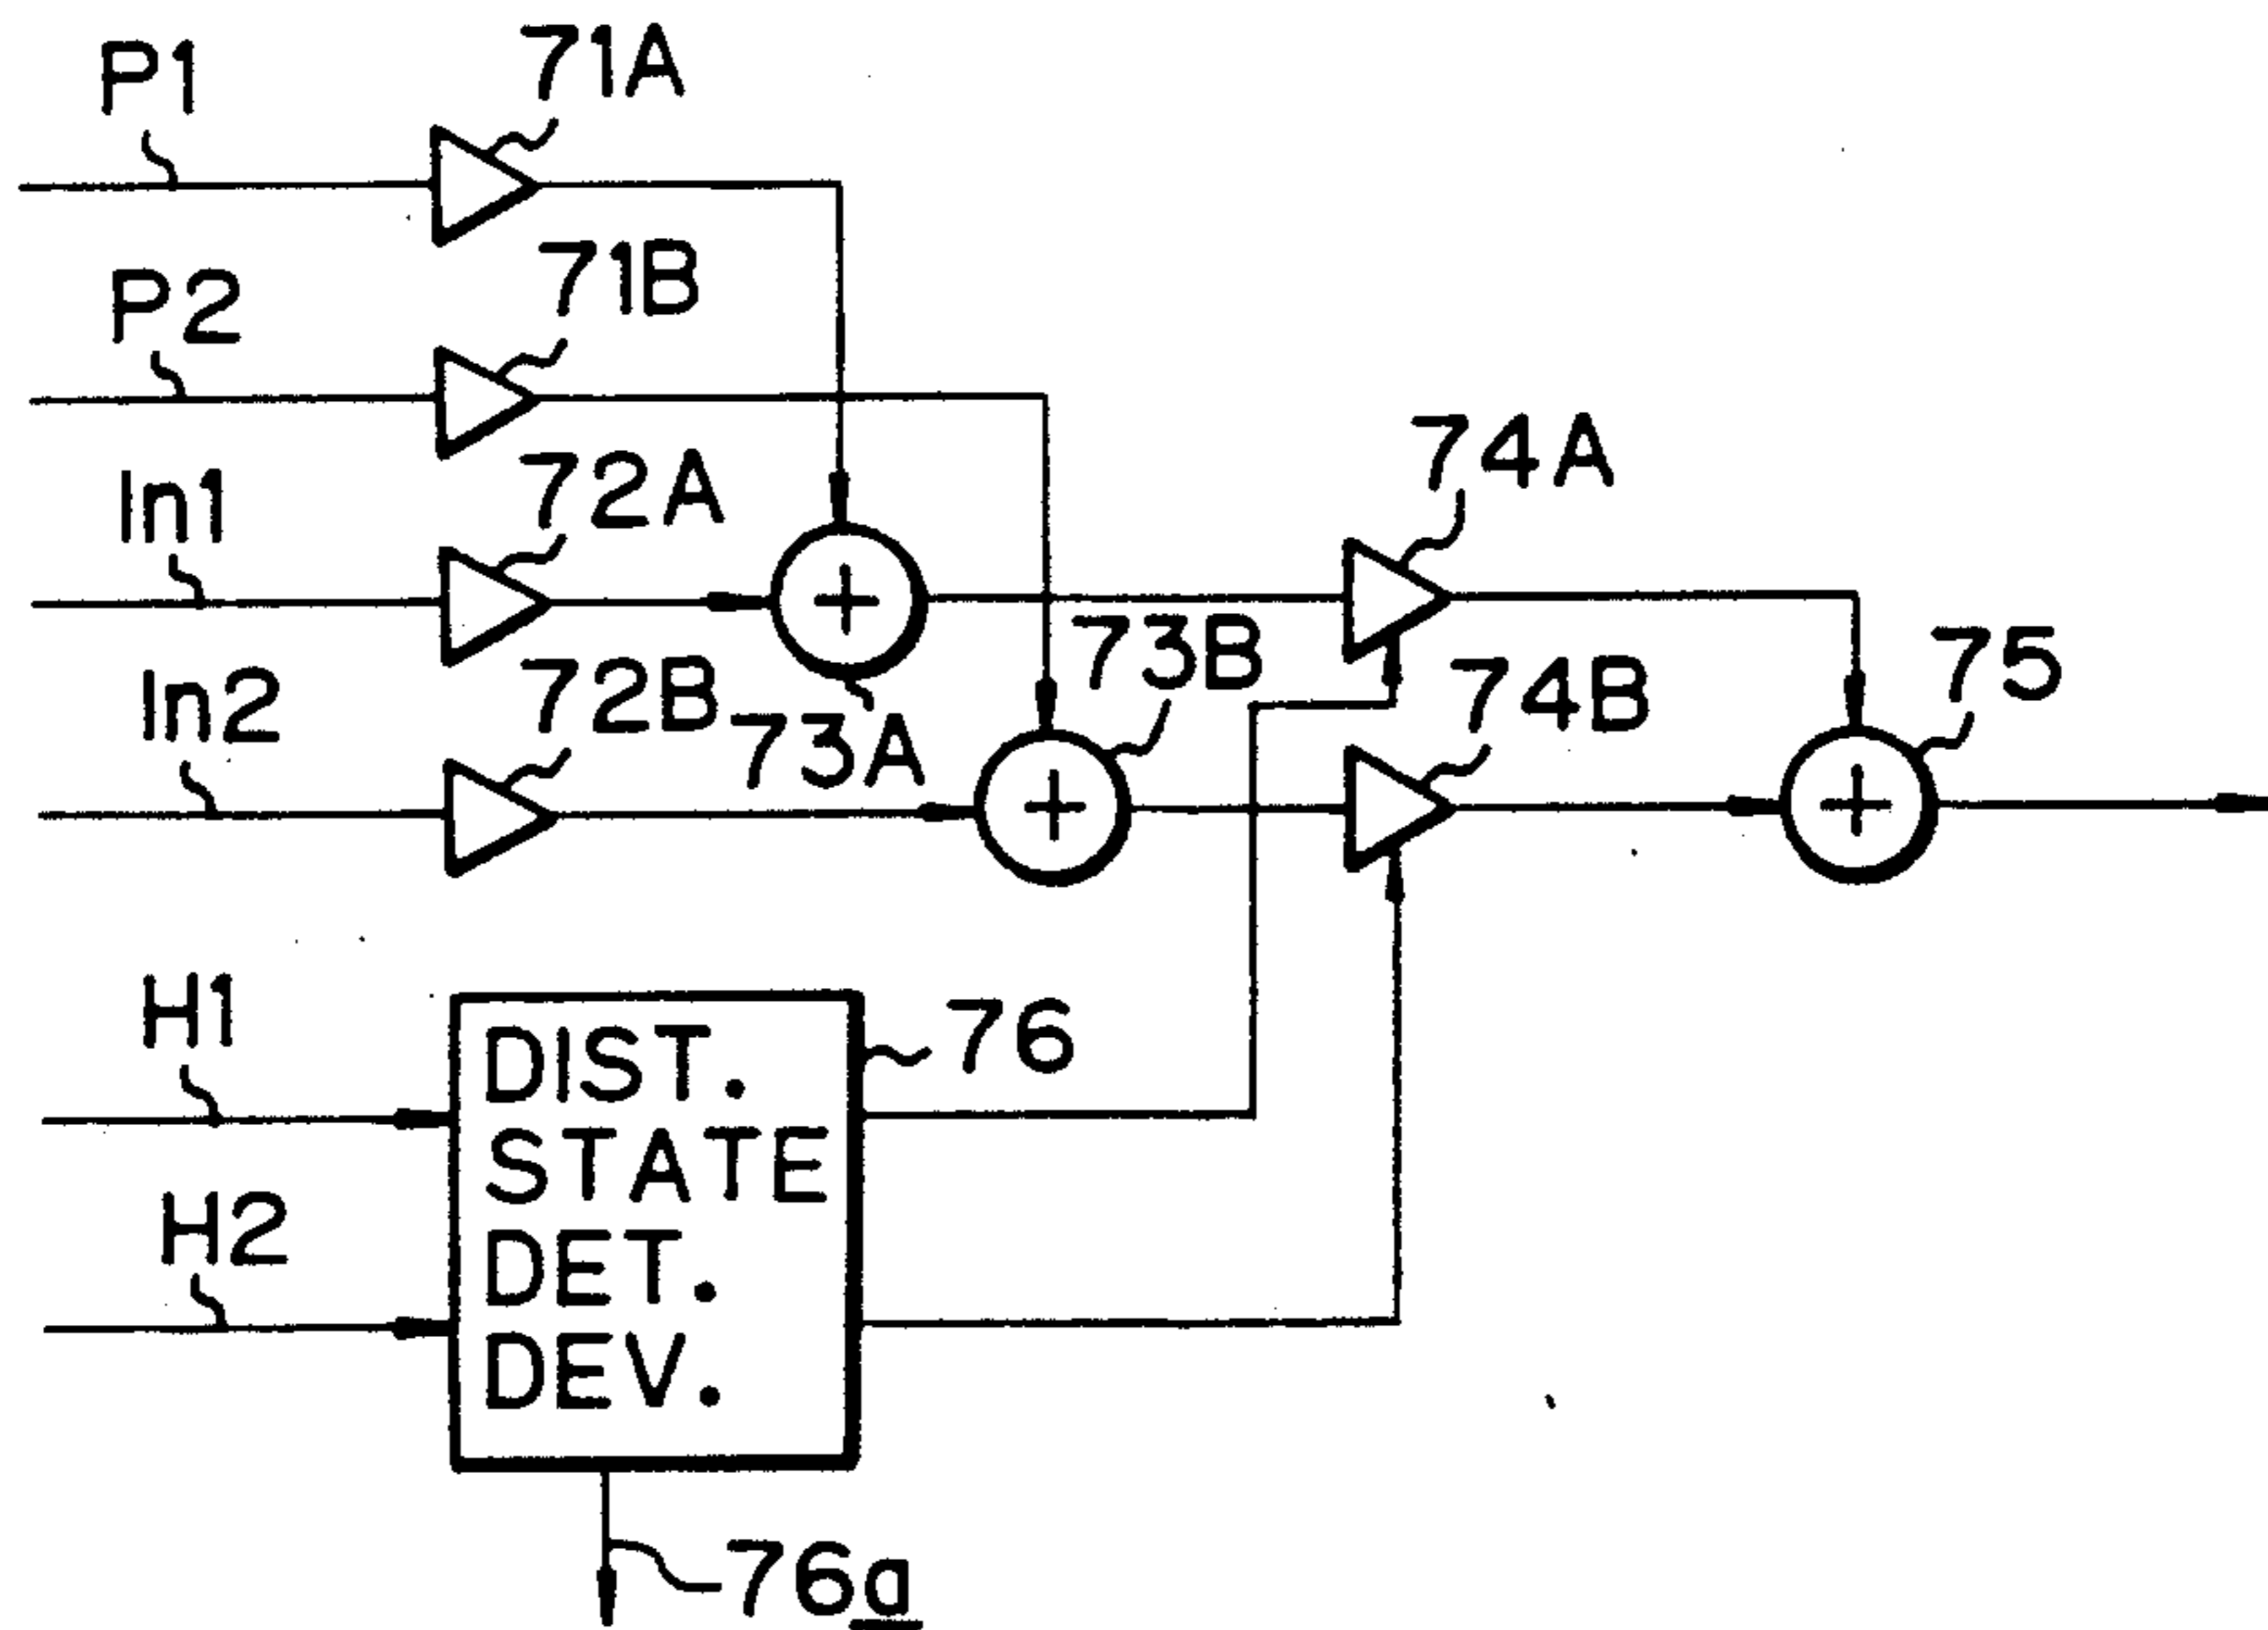 P1
71A
P2
71B
In1
72A
74A
In2
72B
73A
73B
74B
75
H1
H2
DIST.
STATE
DET.
DEV.
76
76a